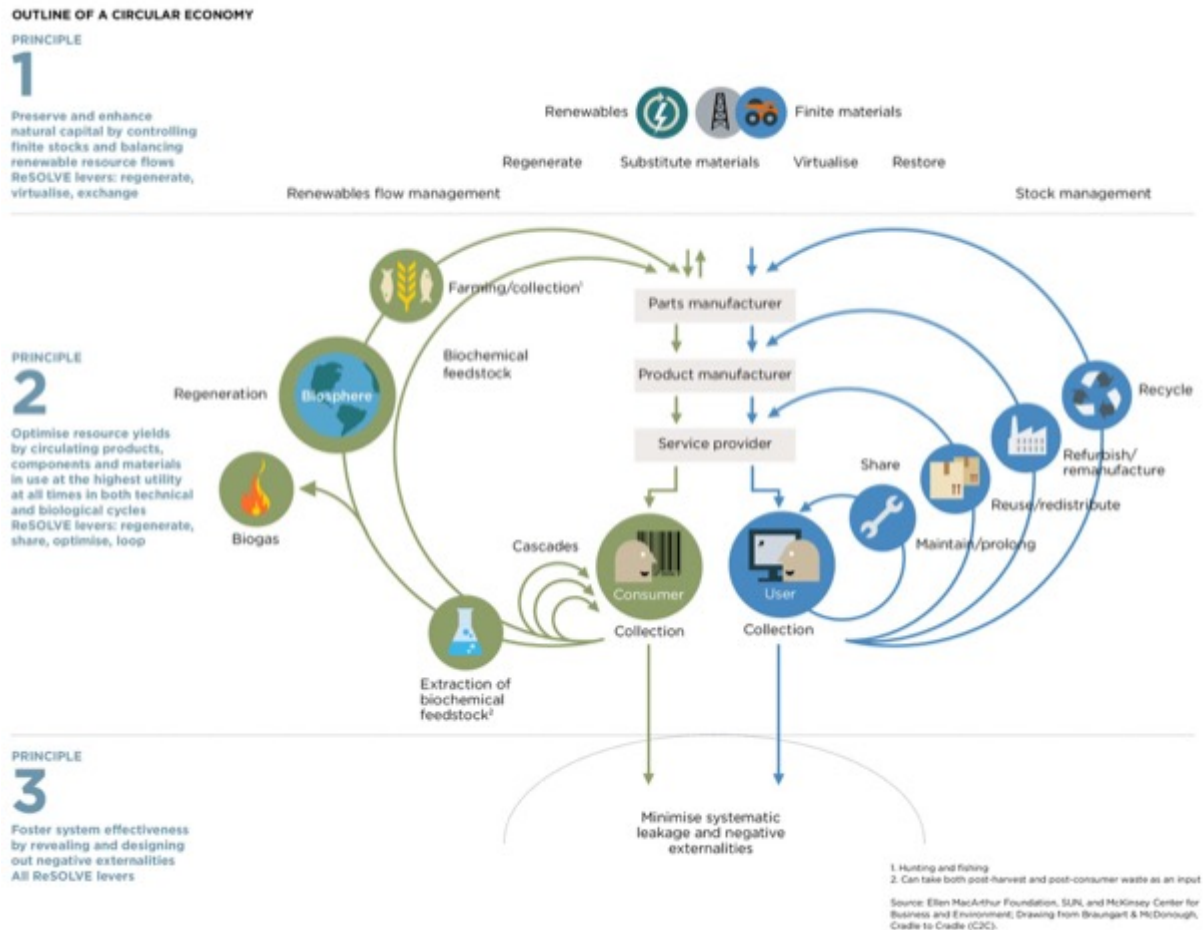 OUTLINE OF A CIRCULAR ECONOMY
PRINCIPLE
1
Preserve and enhance
natural capital by controlling
finite stocks and balancing
renewable resource flows
ReSOLVE levers: regenerate,
virtualise, exchange
Renewables
Finite materials
Regenerate
Substitute materials
Virtualise
Restore
Renewables flow management
Stock management
PRINCIPLE
2
Optimise resource yields
by circulating products,
components and materials
in use at the highest utility
at all times in both technical
and biological cycles
ReSOLVE levers: regenerate,
share, optimise, loop
Farming/collection¹
Biochemical
feedstock
Regeneration
Biosphere
Biogas
Cascades
Extraction of
biochemical
feedstock²
Parts manufacturer
Product manufacturer
Service provider
Consumer
Collection
User
Collection
Share
Maintain/prolong
Reuse/redistribute
Refurbish/
remanufacture
Recycle
PRINCIPLE
3
Foster system effectiveness
by revealing and designing
out negative externalities
All ReSOLVE levers
Minimise systematic
leakage and negative
externalities
1. Hunting and fishing
2. Can take both post-harvest and post-consumer waste as an input
Source: Ellen MacArthur Foundation, SUN, and McKinsey Center for
Business and Environment; Drawing from Braungart & McDonough,
Cradle to Cradle (C2C).